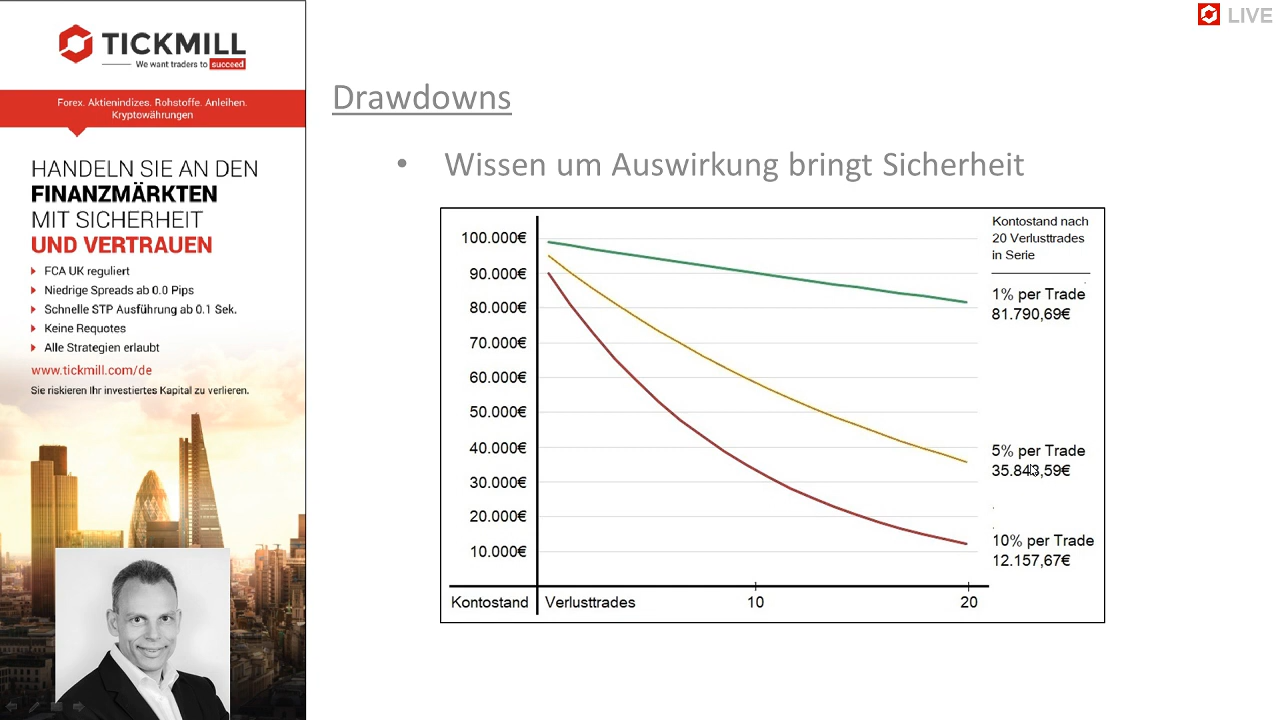 TICKMILL
We want traders to succeed
Forex. Aktienindizes. Rohstoffe. Anleihen.
Kryptowährungen
HANDELN SIE AN DEN
FINANZMÄRKTEN
MIT SICHERHEIT
UND VERTRAUEN
FCA UK reguliert
Niedrige Spreads ab 0.0 Pips
Schnelle STP Ausführung ab 0.1 Sek.
Keine Requotes
Alle Strategien erlaubt
www.tickmill.com/de
Sie riskieren Ihr investiertes Kapital zu verlieren.
LIVE
Drawdowns
• Wissen um Auswirkung bringt Sicherheit
100.000€
90.000€
80.000€
70.000€
60.000€
50.000€
40.000€
30.000€
20.000€
10.000€
Kontostand
Verlusttrades
10
20
Kontostand nach
20 Verlusttrades
in Serie
1% per Trade
81.790,69€
5% per Trade
35.843,59€
10% per Trade
12.157,67€